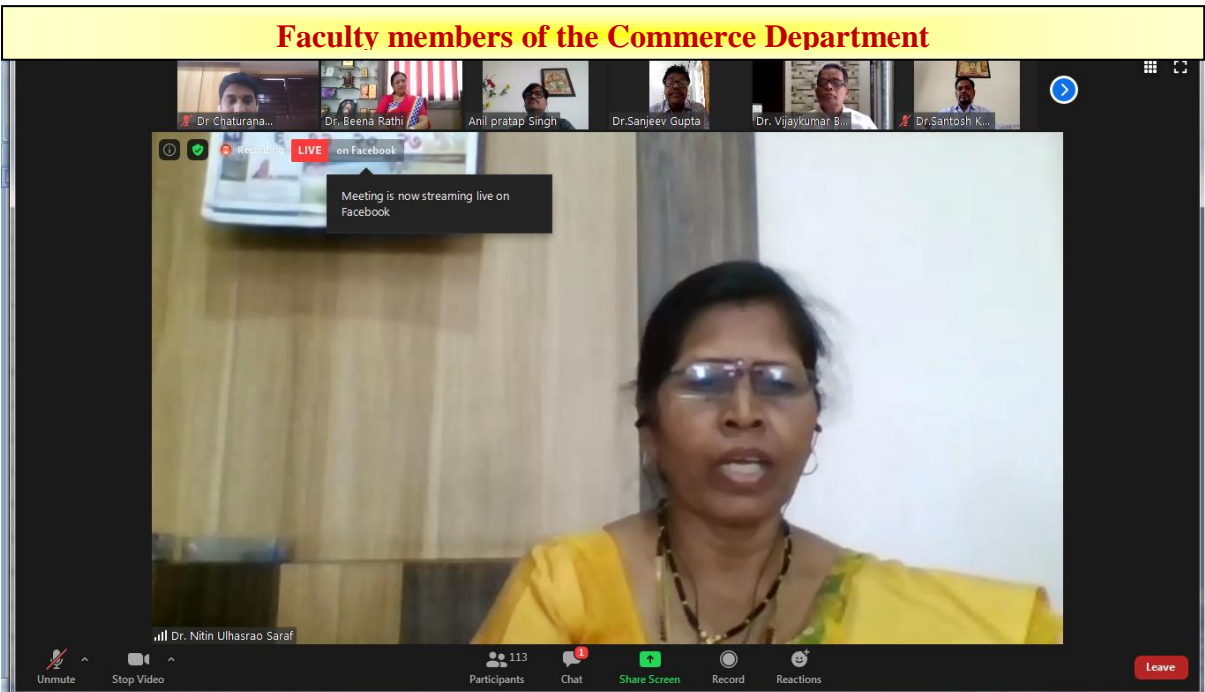 Faculty members of the Commerce Department
Dr Chaturana...
Dr. Beena Rathi
Anil pratap Singh
Dr.Sanjeev Gupta
Dr. Vijaykumar B...
Dr.Santosh K...
Recording
LIVE
on Facebook
Meeting is now streaming live on
Facebook
Dr. Nitin Ulhasrao Saraf
Unmute
Stop Video
113
Participants
1
Chat
Share Screen
Record
Reactions
Leave